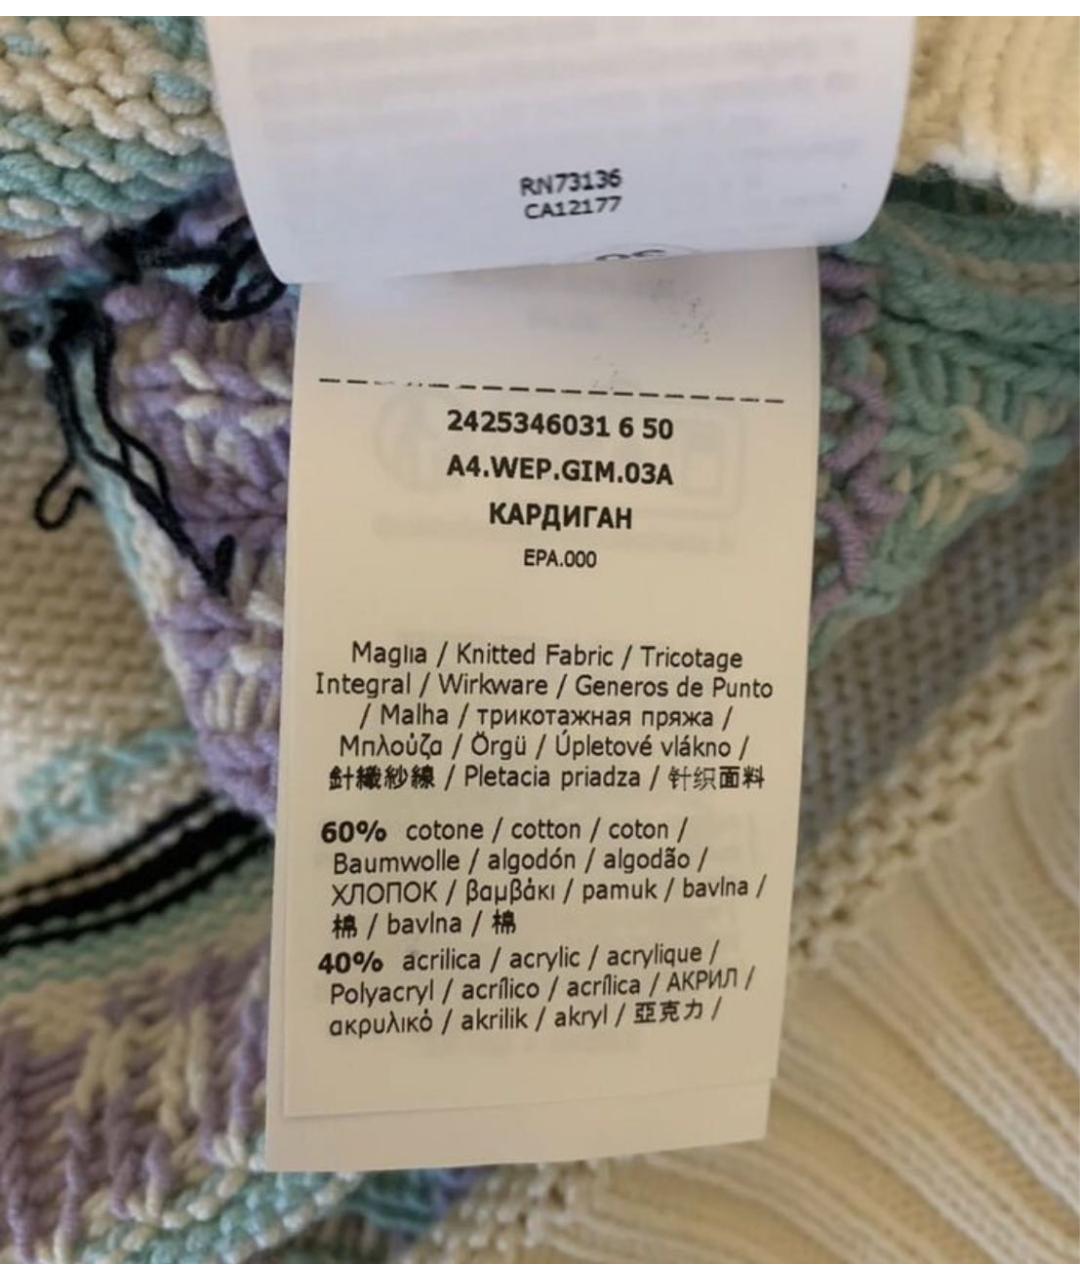 RN73136
CA12177
2425346031 6 50
A4.WEP.GIM.03A
КАРДИГАН
EPA.000
Maglia / Knitted Fabric / Tricotage
Integral / Wirkware / Generos de Punto
/ Malha / трикотажная пряжа /
Μπλούζα / Örgü / Úpletové vlákno /
針織紗線 / Pletacia priadza / 针织面料
60% cotone / cotton / coton /
Baumwolle / algodón / algodão /
ХЛОПОК / βαμβάκι / pamuk / bavlna /
棉 / bavlna / 棉
40% acrilica / acrylic / acrylique /
Polyacryl / acrílico / acrílica / АКРИЛ /
ακρυλικό / akrilik / akryl / 亞克力 /